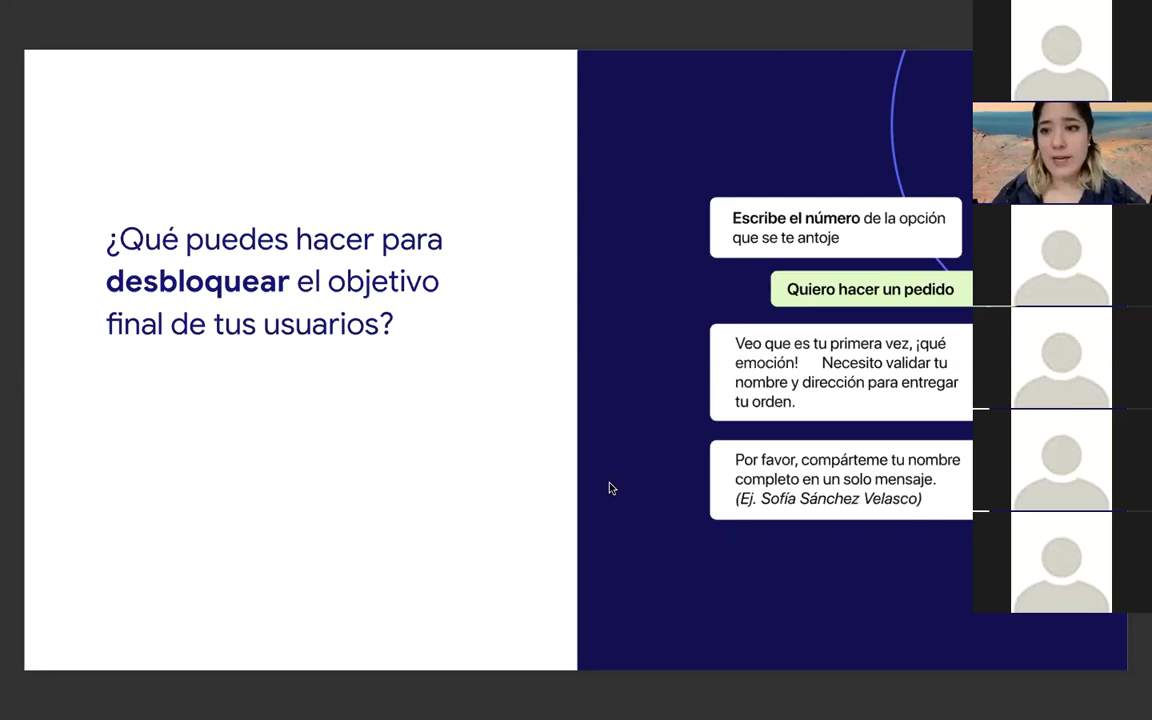 ¿Qué puedes hacer para
desbloquear el objetivo
final de tus usuarios?
Escribe el número de la opción
que se te antoje
Quiero hacer un pedido
Veo que es tu primera vez, ¡qué
emoción! Necesito validar tu
nombre y dirección para entregar
tu orden.
Por favor, compárteme tu nombre
completo en un solo mensaje.
(Ej. Sofía Sánchez Velasco)